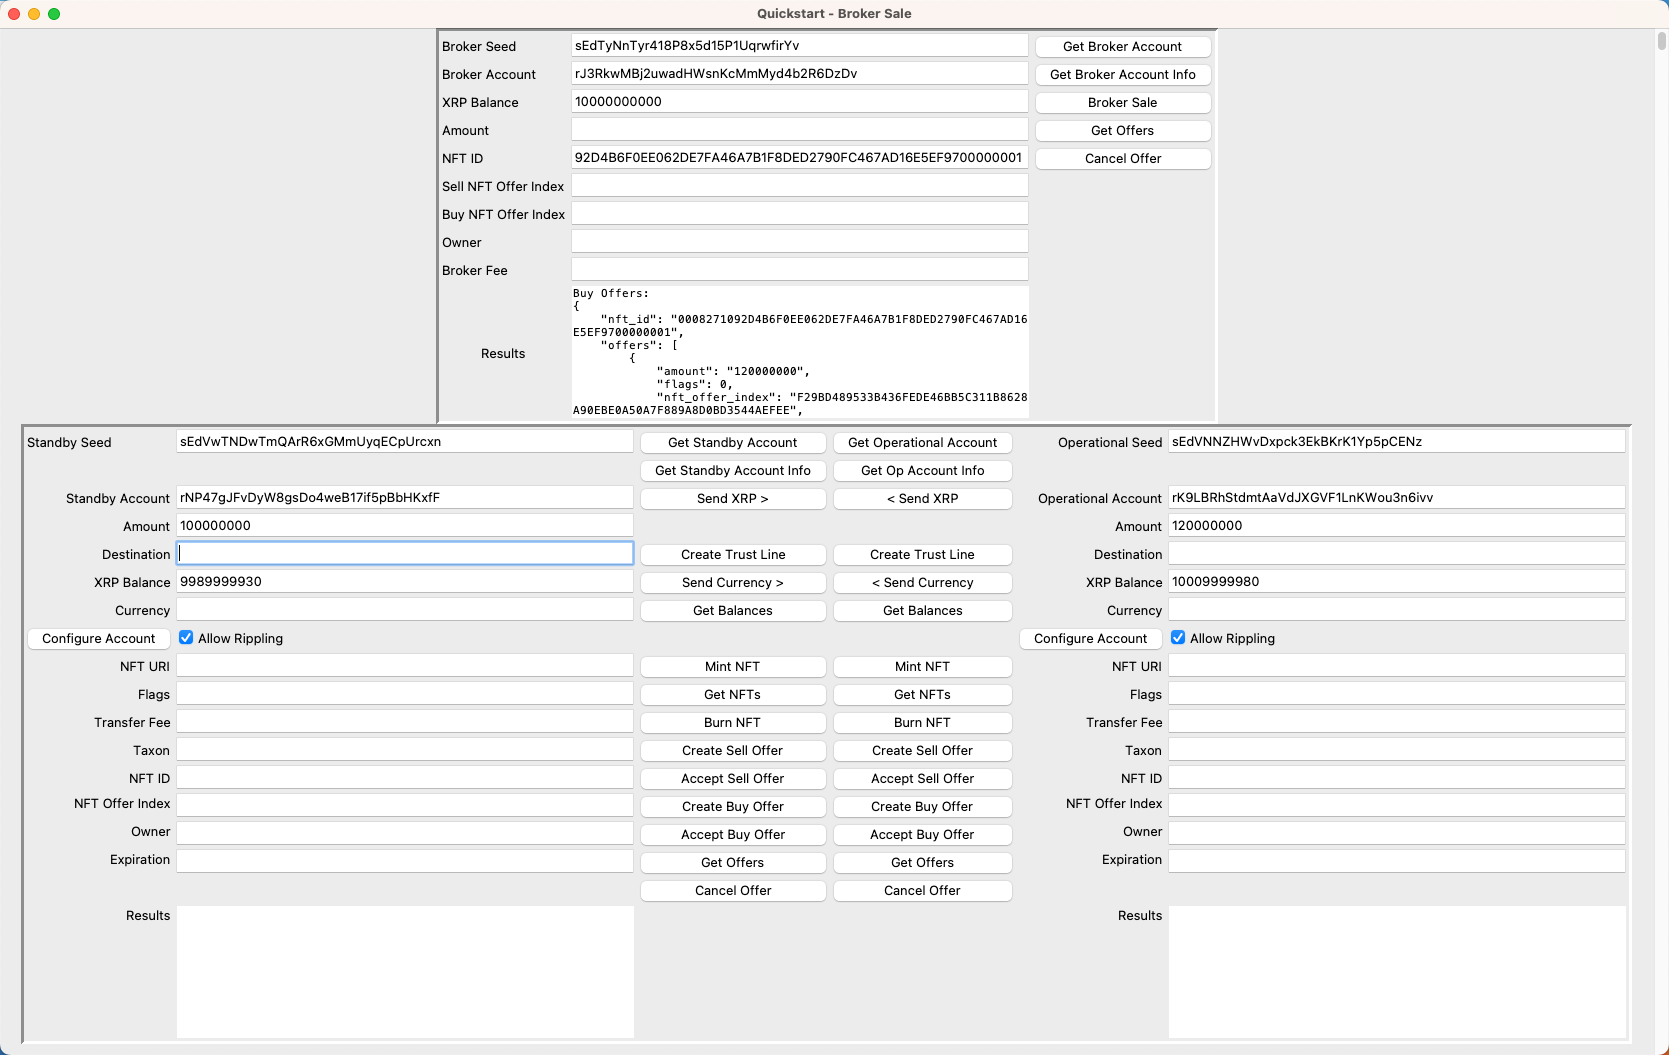 Quickstart - Broker Sale
Broker Seed sEdTyNnTyr418P8x5d15P1UqrwfirYv Get Broker Account
Broker Account rJ3RkwMBj2uwadHWsnKcMmMyd4b2R6DzDv Get Broker Account Info
XRP Balance 10000000000 Broker Sale
Amount Get Offers
NFT ID 92D4B6F0EE062DE7FA46A7B1F8DED2790FC467AD16E5EF9700000001 Cancel Offer
Sell NFT Offer Index
Buy NFT Offer Index
Owner
Broker Fee
Results
Buy Offers:
{
"nft_id": "0008271092D4B6F0EE062DE7FA46A7B1F8DED2790FC467AD16
E5EF9700000001",
"offers": [
{
"amount": "120000000",
"flags": 0,
"nft_offer_index": "F29BD489533B436FEDE46BB5C311B8628
A90EBE0A50A7F889A8D0BD3544AEFEE",
Standby Seed sEdVwTNDwTmQArR6xGMmUyqECpUrcxn Get Standby Account Get Operational Account Operational Seed sEdVNNZHWvDxpck3EkBKrK1Yp5pCENz
Get Standby Account Info Get Op Account Info
Standby Account rNP47gJFvDyW8gsDo4weB17if5pBbHKxfF Send XRP > < Send XRP Operational Account rK9LBRhStdmtAaVdJXGVF1LnKWou3n6ivv
Amount 100000000 Amount 120000000
Destination Create Trust Line Create Trust Line Destination
XRP Balance 9989999930 Send Currency > < Send Currency XRP Balance 10009999980
Currency Get Balances Get Balances Currency
Configure Account Allow Rippling Configure Account Allow Rippling
NFT URI Mint NFT Mint NFT NFT URI
Flags Get NFTs Get NFTs Flags
Transfer Fee Burn NFT Burn NFT Transfer Fee
Taxon Create Sell Offer Create Sell Offer Taxon
NFT ID Accept Sell Offer Accept Sell Offer NFT ID
NFT Offer Index Create Buy Offer Create Buy Offer NFT Offer Index
Owner Accept Buy Offer Accept Buy Offer Owner
Expiration Get Offers Get Offers Expiration
Cancel Offer Cancel Offer
Results Results